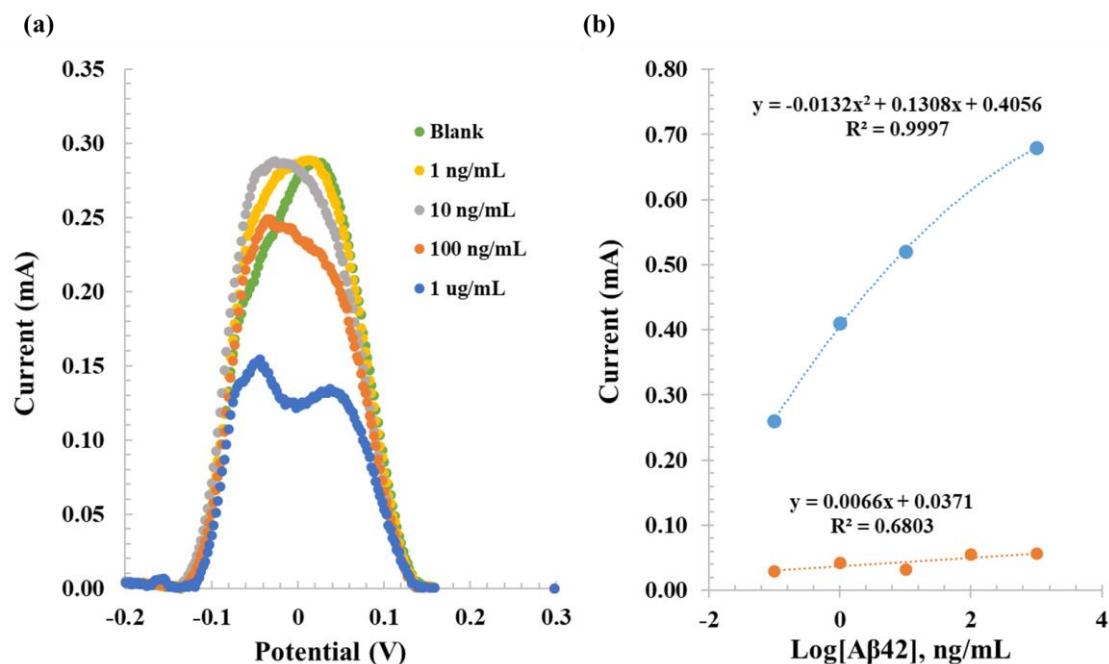 (a)
0.35
0.30
0.25
0.20
0.15
0.10
0.05
0.00
Current (mA)
-0.2
-0.1
0
0.1
0.2
0.3
Potential (V)
Blank
1 ng/mL
10 ng/mL
100 ng/mL
1 ug/mL
(b)
0.80
0.70
0.60
0.50
0.40
0.30
0.20
0.10
0.00
Current (mA)
y = -0.0132x² + 0.1308x + 0.4056
R² = 0.9997
y = 0.0066x + 0.0371
R² = 0.6803
-2
0
2
4
Log[Aβ42], ng/mL